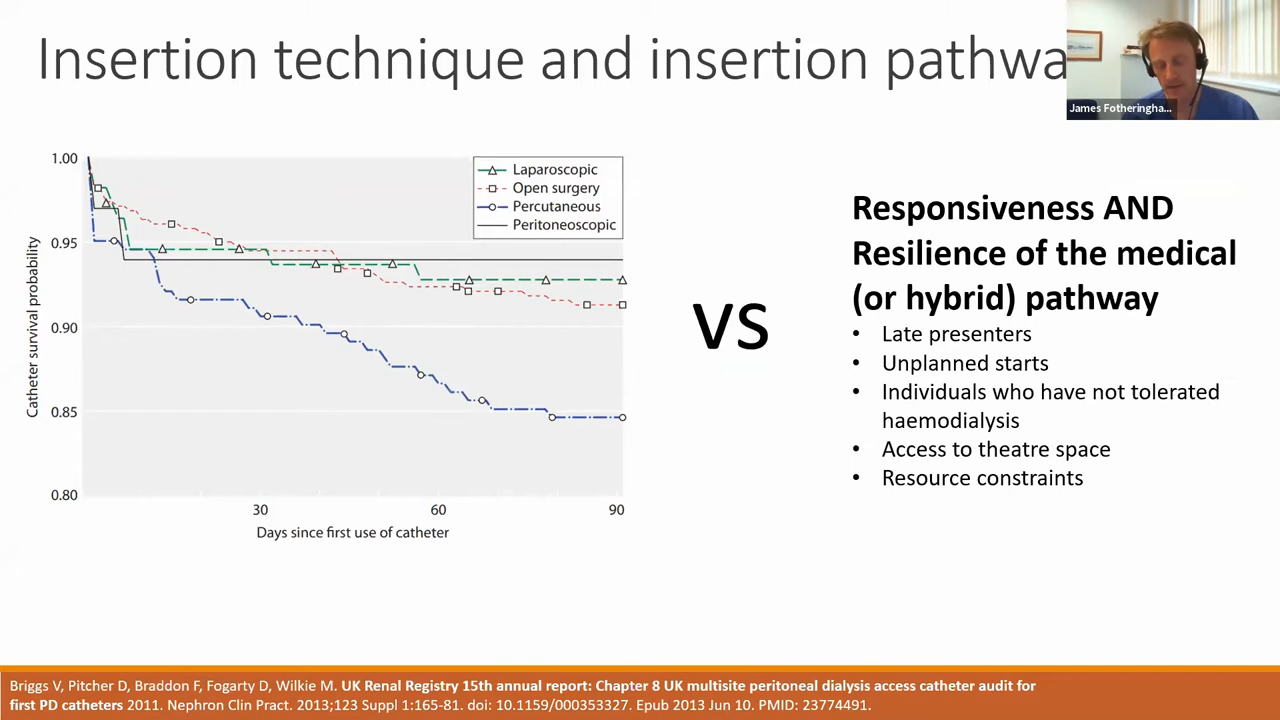 Insertion technique and insertion pathwa
James Fotheringha...
1.00
0.95
0.90
0.85
0.80
Catheter survival probability
Laparoscopic
Open surgery
Percutaneous
Peritoneoscopic
30
60
90
Days since first use of catheter
VS
Responsiveness AND
Resilience of the medical
(or hybrid) pathway
• Late presenters
• Unplanned starts
• Individuals who have not tolerated
haemodialysis
• Access to theatre space
• Resource constraints
Briggs V, Pitcher D, Braddon F, Fogarty D, Wilkie M. UK Renal Registry 15th annual report: Chapter 8 UK multisite peritoneal dialysis access catheter audit for
first PD catheters 2011. Nephron Clin Pract. 2013;123 Suppl 1:165-81. doi: 10.1159/000353327. Epub 2013 Jun 10. PMID: 23774491.